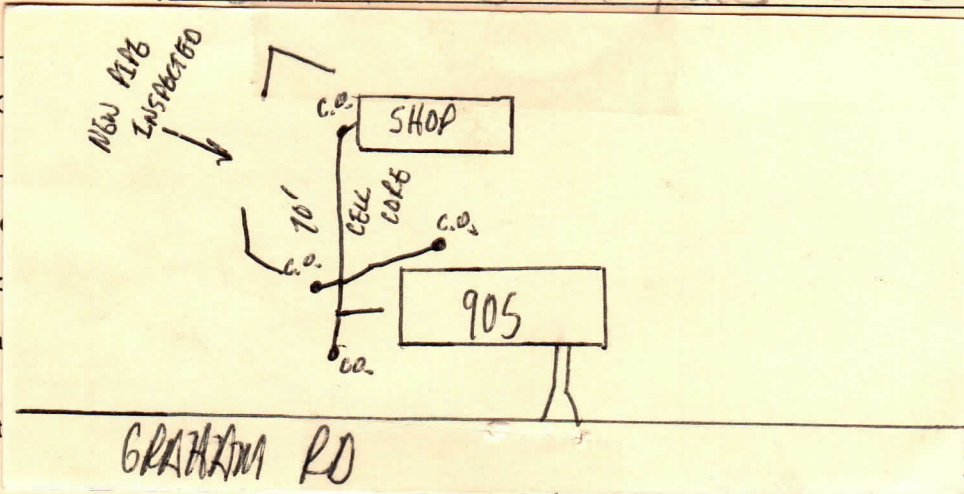 NEW PIPE
INSPECTED
C.O.
SHOP
70'
CELL
CORE
C.O.
C.O.
905
C.O.
GRAHAM RD